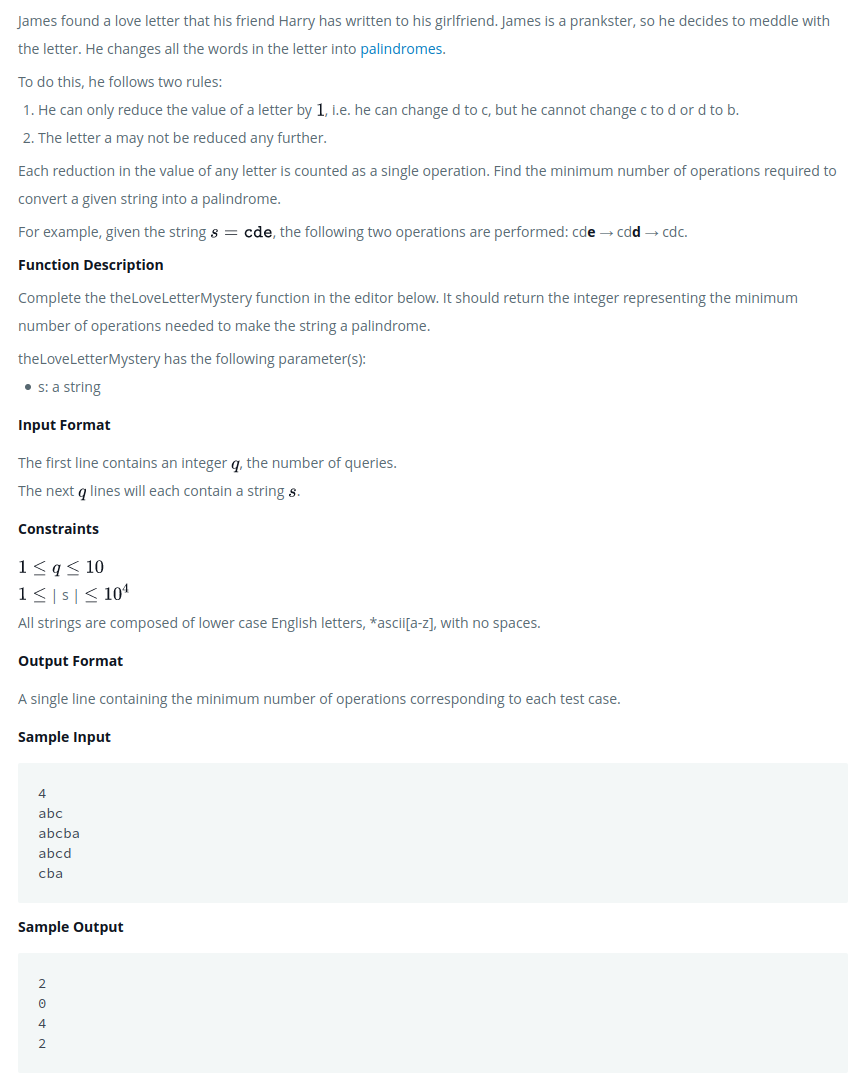 James found a love letter that his friend Harry has written to his girlfriend. James is a prankster, so he decides to meddle with
the letter. He changes all the words in the letter into palindromes.
To do this, he follows two rules:
1. He can only reduce the value of a letter by 1, i.e. he can change d to c, but he cannot change c to d or d to b.
2. The letter a may not be reduced any further.
Each reduction in the value of any letter is counted as a single operation. Find the minimum number of operations required to
convert a given string into a palindrome.
For example, given the string s = cde, the following two operations are performed: cde → cdd → cdc.
Function Description
Complete the theLoveLetterMystery function in the editor below. It should return the integer representing the minimum
number of operations needed to make the string a palindrome.
theLoveLetterMystery has the following parameter(s):
• s: a string
Input Format
The first line contains an integer q, the number of queries.
The next q lines will each contain a string s.
Constraints
1 ≤ q ≤ 10
1 ≤ | s | ≤ 10⁴
All strings are composed of lower case English letters, *ascii[a-z], with no spaces.
Output Format
A single line containing the minimum number of operations corresponding to each test case.
Sample Input
4
abc
abcba
abcd
cba
Sample Output
2
0
4
2